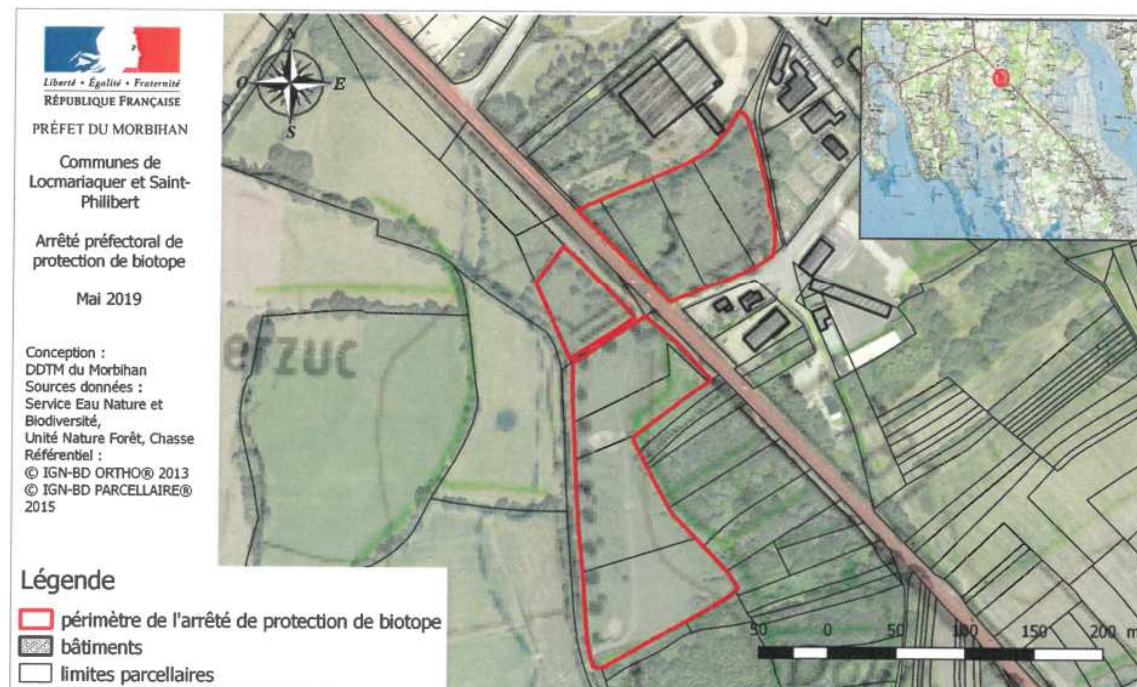 Liberté • Égalité • Fraternité
RÉPUBLIQUE FRANÇAISE
PRÉFET DU MORBIHAN
Communes de
Locmariaquer et Saint-
Philibert
Arrêté préfectoral de
protection de biotope
Mai 2019
Conception :
DDTM du Morbihan
Sources données :
Service Eau Nature et
Biodiversité,
Unité Nature Forêt, Chasse
Référentiel :
© IGN-BD ORTHO® 2013
© IGN-BD PARCELLAIRE®
2015
Légende
périmètre de l'arrêté de protection de biotope
bâtiments
limites parcellaires
N
O
E
S
erzuc
50 0 50 100 150 200 m